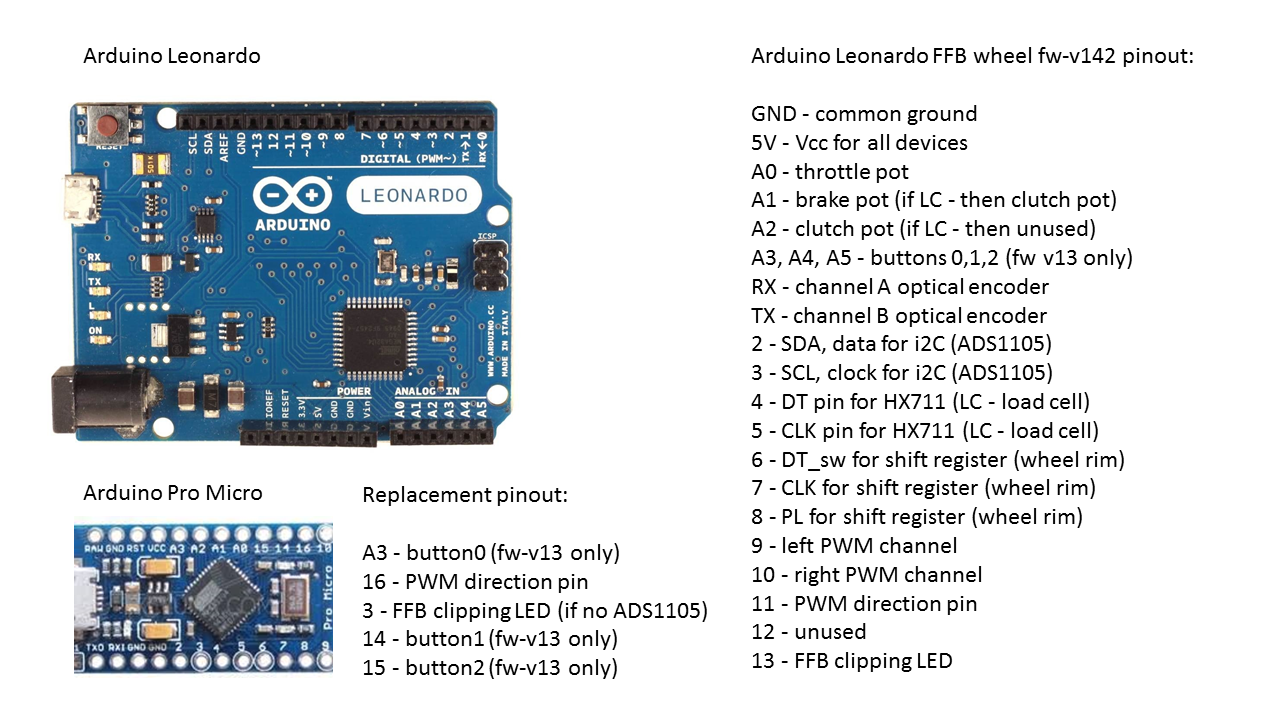 Arduino Leonardo
RESET
SCL
SDA
AREF
GND
~13
12
~11
~10
~9
8
7
~6
~5
4
~3
2
TX→1
RX←0
DIGITAL (PWM~)
ARDUINO
LEONARDO
TM
ICSP
RX
TX
L
ON
WWW.ARDUINO.CC
MADE IN ITALY
POWER
ANALOG IN
IOREF
RESET
3.3V
5V
GND
GND
Vin
A0
A1
A2
A3
A4
A5
Arduino Pro Micro
RAW GND RST VCC A3 A2 A1 A0 15 14 16 10
Pro Micro
TX0 RXI GND GND 2 3 4 5 6 7 8 9
Replacement pinout:
A3 - button0 (fw-v13 only)
16 - PWM direction pin
3 - FFB clipping LED (if no ADS1105)
14 - button1 (fw-v13 only)
15 - button2 (fw-v13 only)
Arduino Leonardo FFB wheel fw-v142 pinout:
GND - common ground
5V - Vcc for all devices
A0 - throttle pot
A1 - brake pot (if LC - then clutch pot)
A2 - clutch pot (if LC - then unused)
A3, A4, A5 - buttons 0,1,2 (fw v13 only)
RX - channel A optical encoder
TX - channel B optical encoder
2 - SDA, data for i2C (ADS1105)
3 - SCL, clock for i2C (ADS1105)
4 - DT pin for HX711 (LC - load cell)
5 - CLK pin for HX711 (LC - load cell)
6 - DT_sw for shift register (wheel rim)
7 - CLK for shift register (wheel rim)
8 - PL for shift register (wheel rim)
9 - left PWM channel
10 - right PWM channel
11 - PWM direction pin
12 - unused
13 - FFB clipping LED